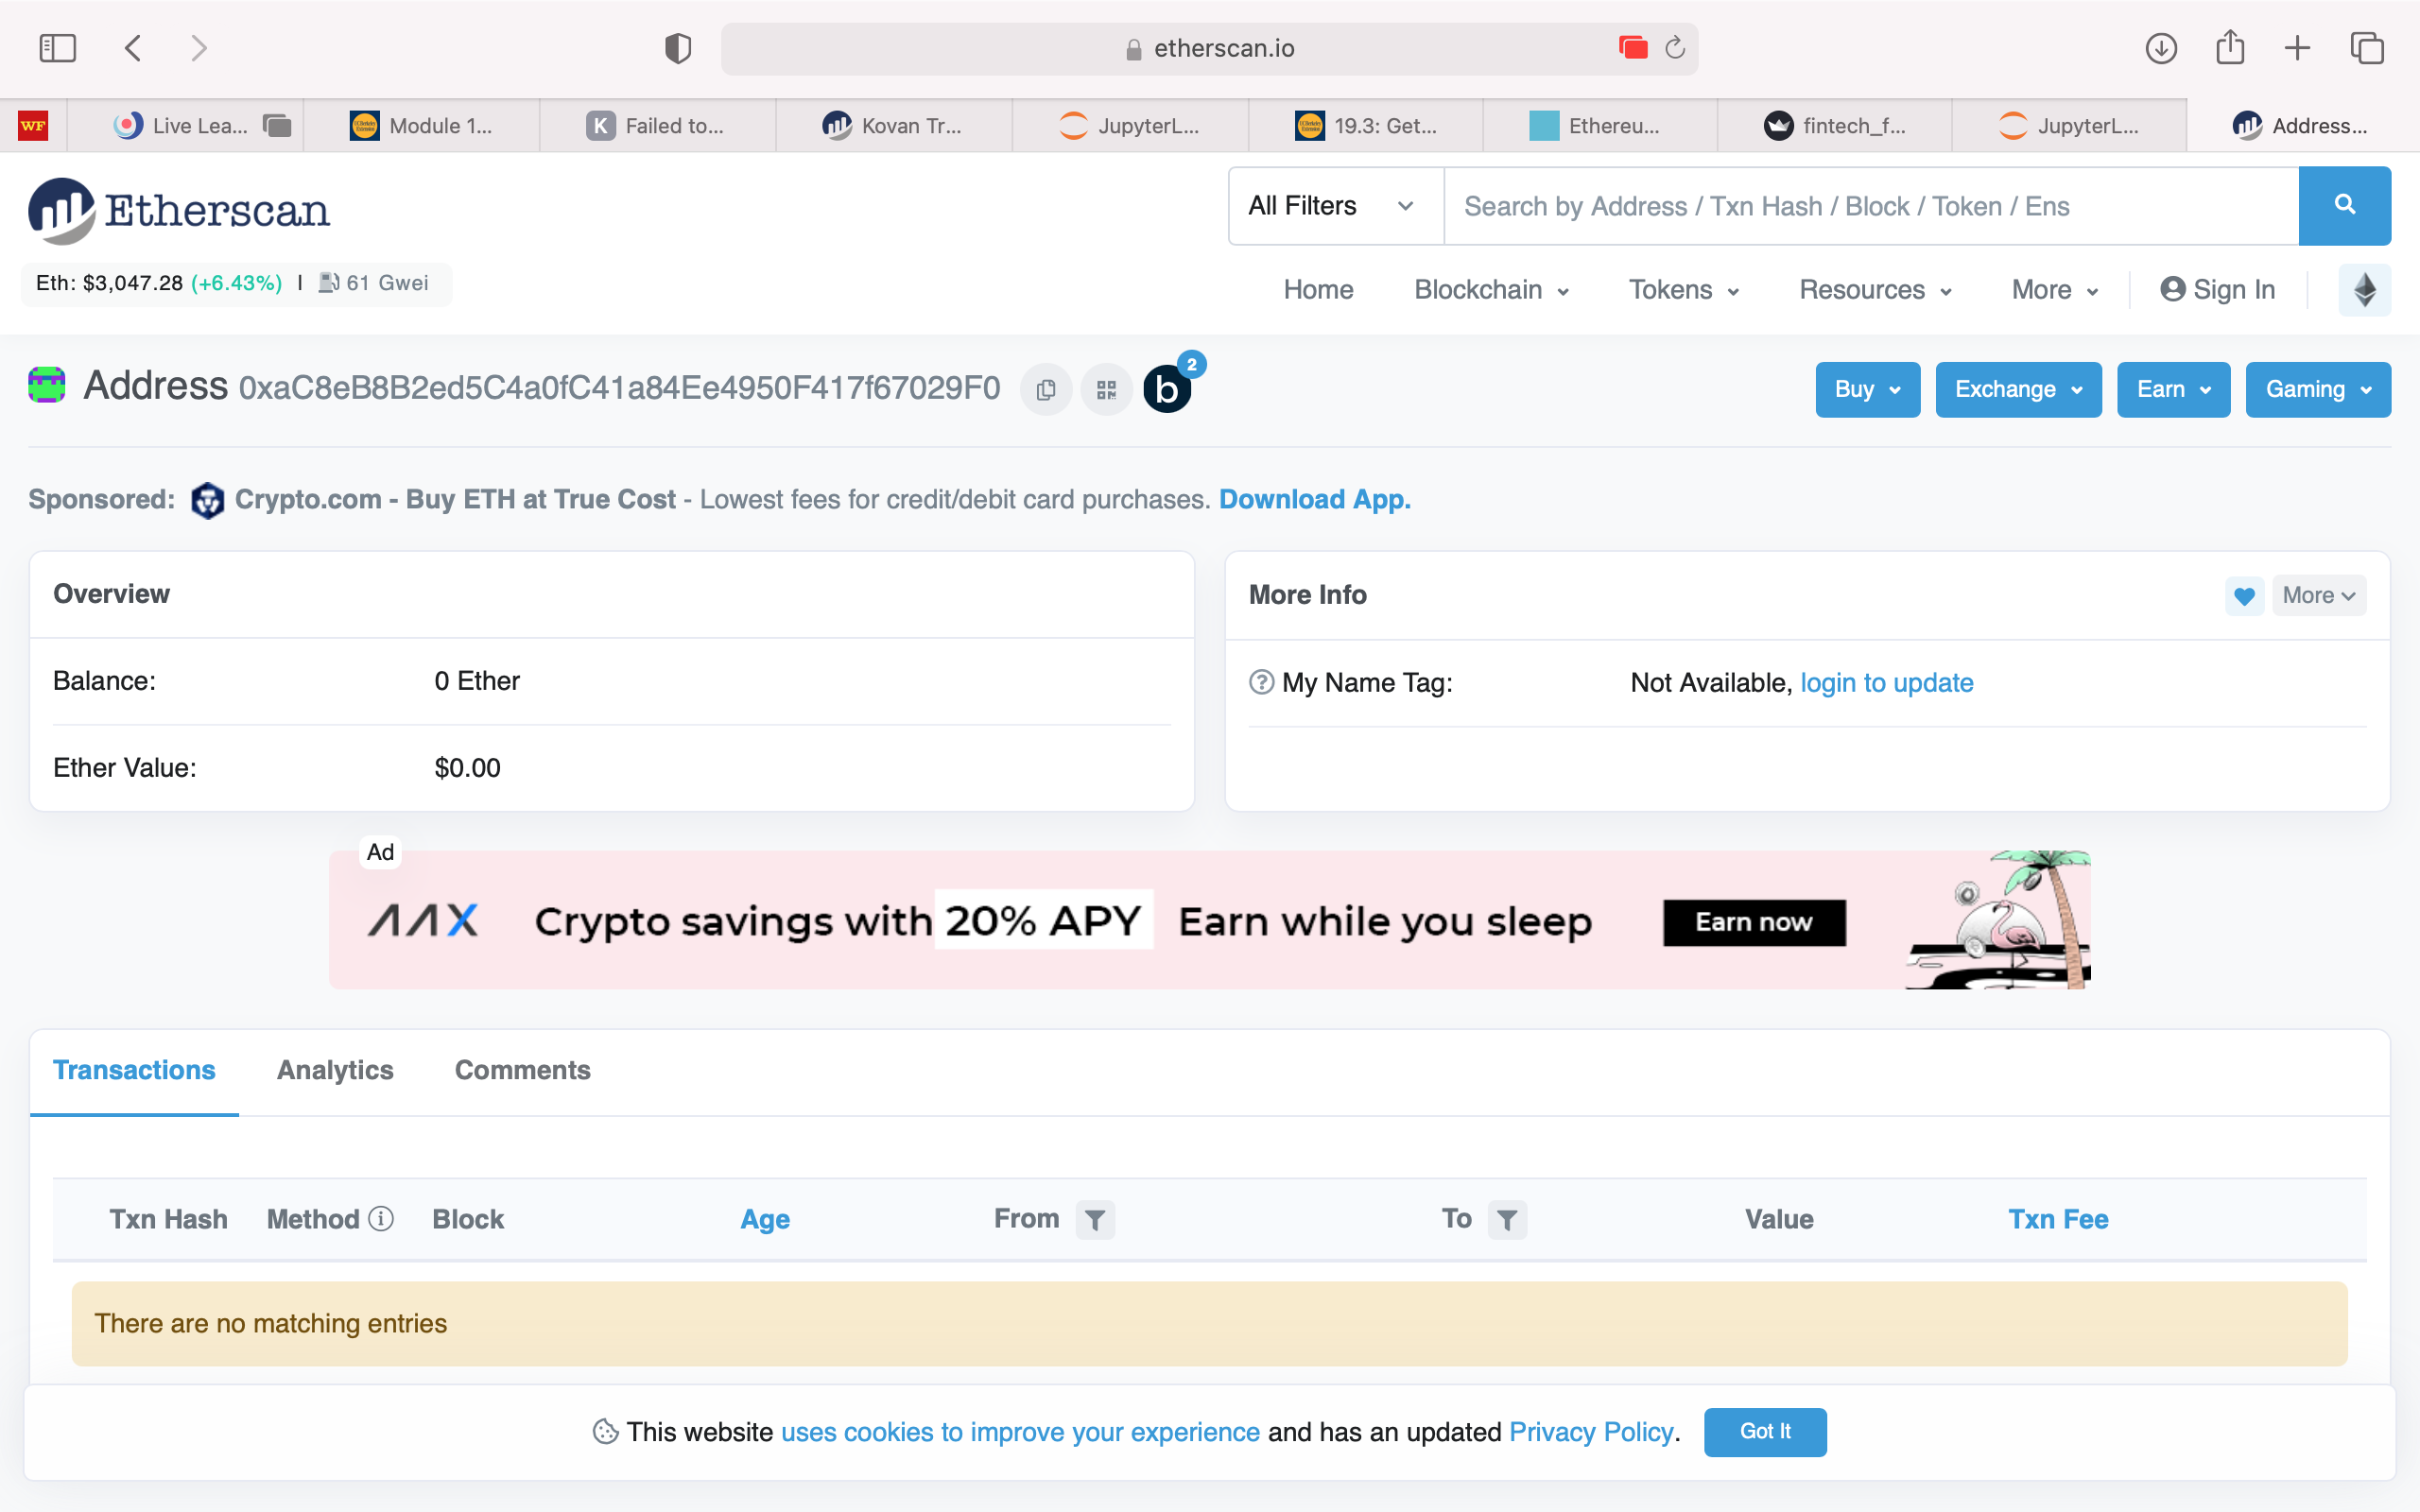 etherscan.io
WF
Live Lea...
Module 1...
K Failed to...
Kovan Tr...
JupyterL...
19.3: Get...
Ethereu...
fintech_f...
JupyterL...
Address...
Etherscan
All Filters
Search by Address / Txn Hash / Block / Token / Ens
Eth: $3,047.28 (+6.43%) | 61 Gwei
Home Blockchain Tokens Resources More Sign In
Address 0xaC8eB8B2ed5C4a0fC41a84Ee4950F417f67029F0 b 2
Buy Exchange Earn Gaming
Sponsored: Crypto.com - Buy ETH at True Cost - Lowest fees for credit/debit card purchases. Download App.
Overview
Balance: 0 Ether
Ether Value: $0.00
More Info
More
My Name Tag: Not Available, login to update
Ad
AAX Crypto savings with 20% APY Earn while you sleep Earn now
Transactions Analytics Comments
Txn Hash Method Block Age From To Value Txn Fee
There are no matching entries
This website uses cookies to improve your experience and has an updated Privacy Policy. Got It